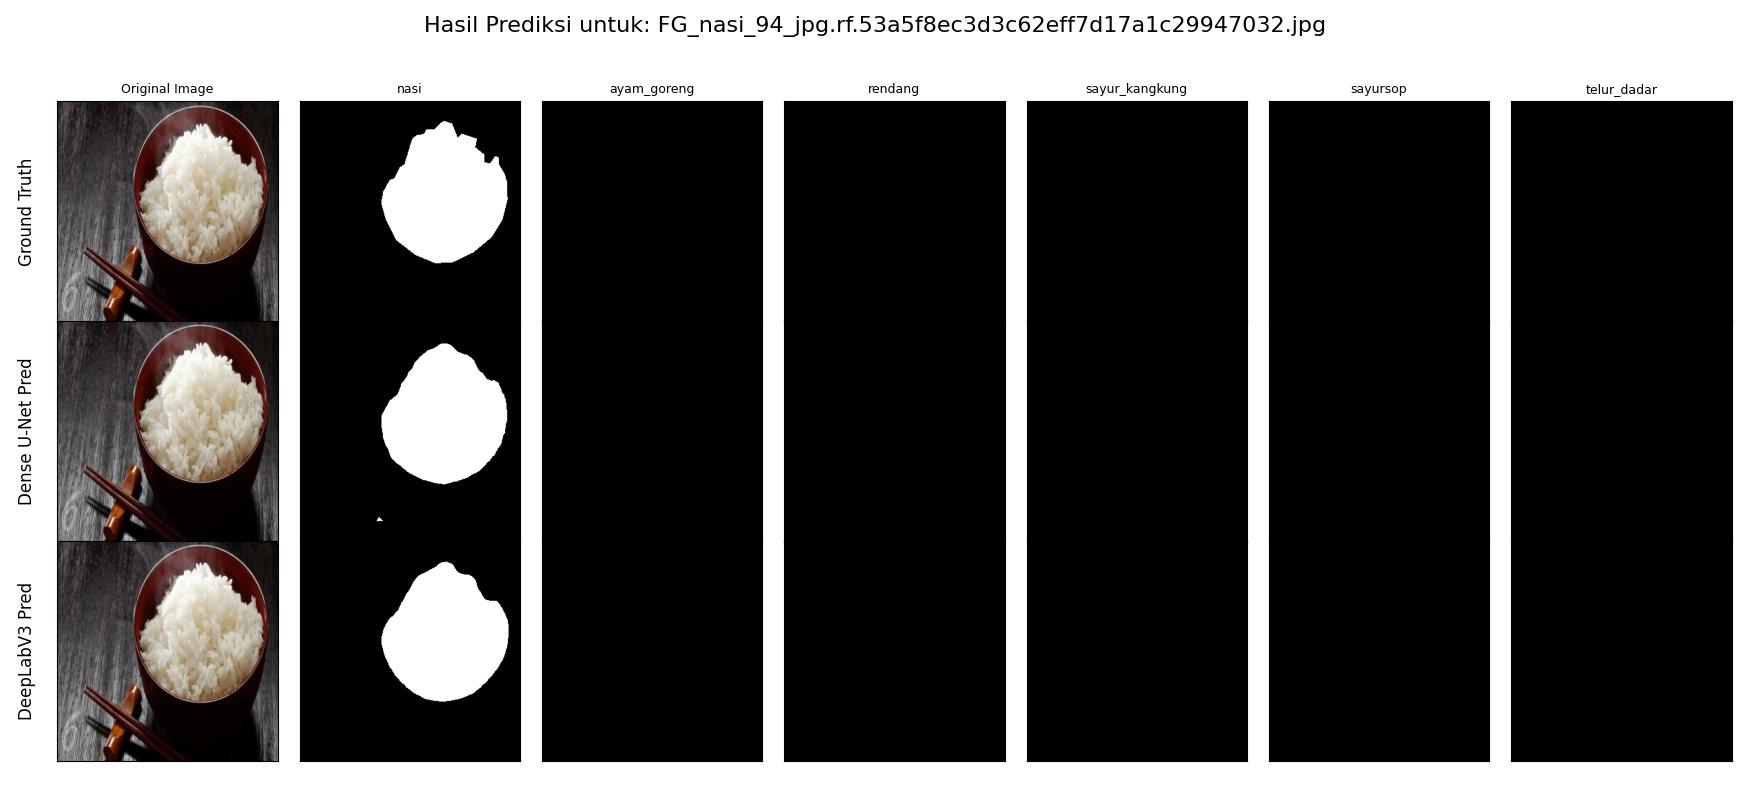 Hasil Prediksi untuk: FG_nasi_94_jpg.rf.53a5f8ec3d3c62eff7d17a1c29947032.jpg
Original Image nasi ayam_goreng rendang sayur_kangkung sayursop telur_dadar
Ground Truth
Dense U-Net Pred
DeepLabV3 Pred